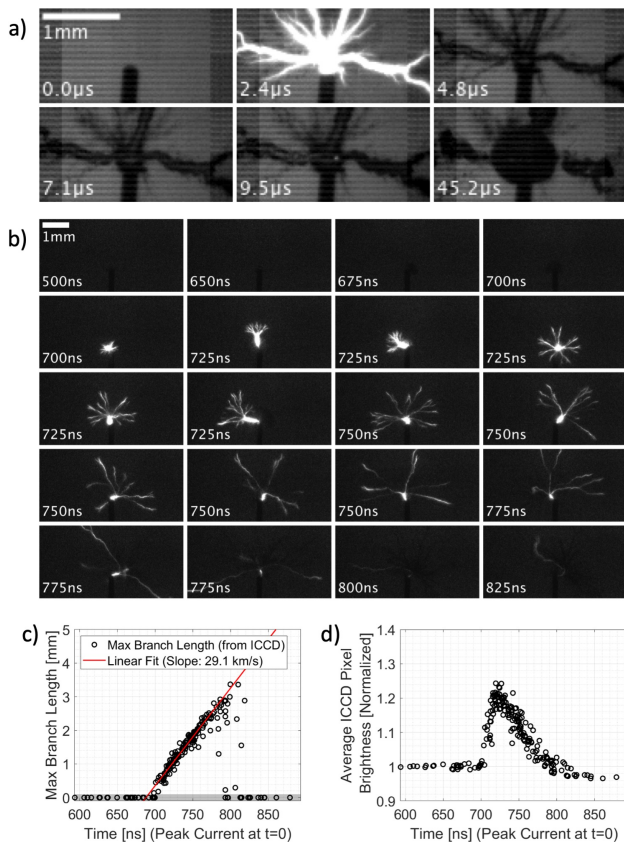 a)
1mm
0.0µs
2.4µs
4.8µs
7.1µs
9.5µs
45.2µs
b)
1mm
500ns
650ns
675ns
700ns
700ns
725ns
725ns
725ns
725ns
725ns
750ns
750ns
750ns
750ns
750ns
775ns
775ns
775ns
800ns
825ns
c)
5
4
3
2
1
0
Max Branch Length [mm]
Max Branch Length (from ICCD)
Linear Fit (Slope: 29.1 km/s)
600
650
700
750
800
850
Time [ns] (Peak Current at t=0)
d)
1.4
1.3
1.2
1.1
1
0.9
Average ICCD Pixel
Brightness [Normalized]
600
650
700
750
800
850
Time [ns] (Peak Current at t=0)